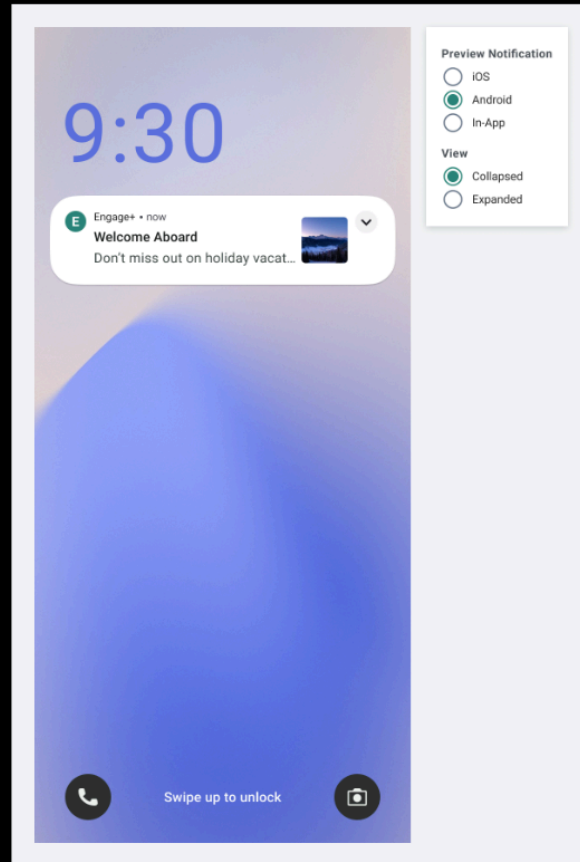 9:30
E
Engage+ • now
Welcome Aboard
Don't miss out on holiday vacat...
Swipe up to unlock
Preview Notification
iOS
Android
In-App
View
Collapsed
Expanded